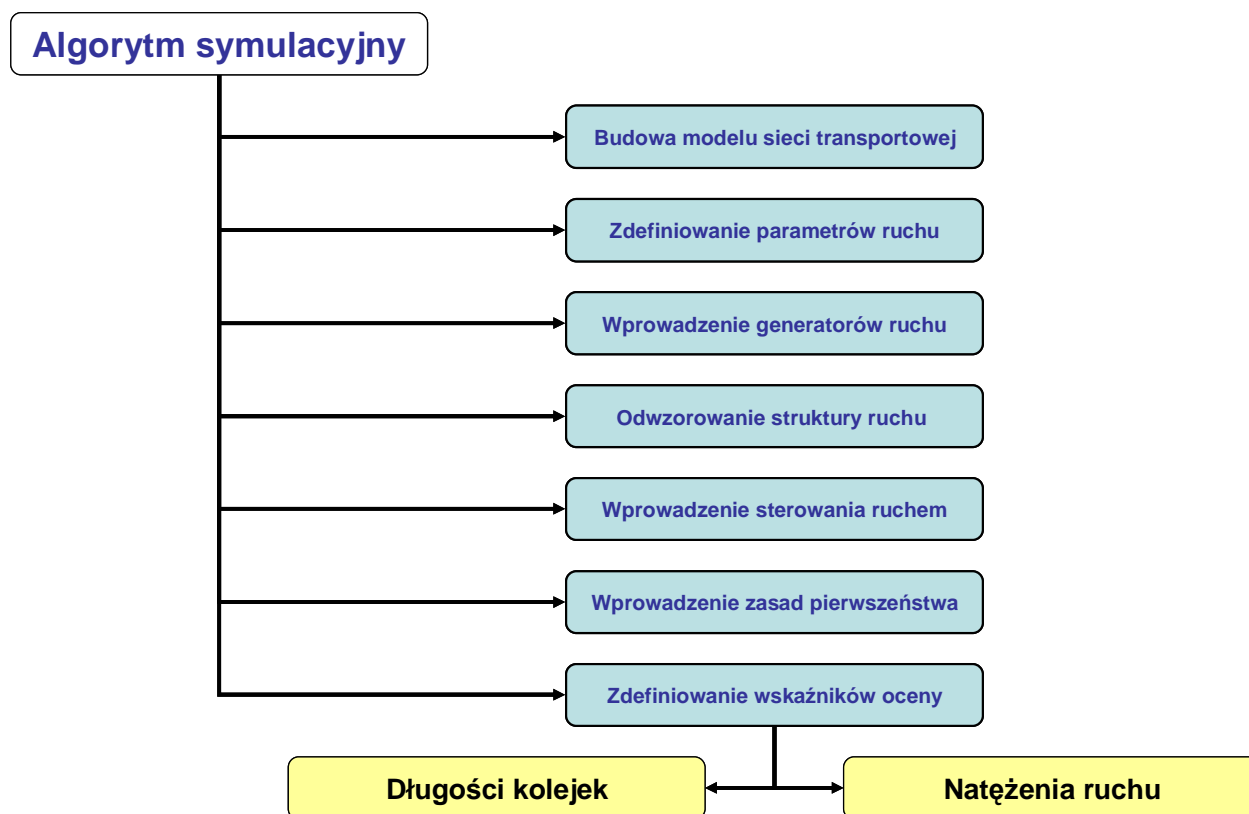 Algorytm symulacyjny
Budowa modelu sieci transportowej
Zdefiniowanie parametrów ruchu
Wprowadzenie generatorów ruchu
Odwzorowanie struktury ruchu
Wprowadzenie sterowania ruchem
Wprowadzenie zasad pierwszeństwa
Zdefiniowanie wskaźników oceny
Długości kolejek
Natężenia ruchu